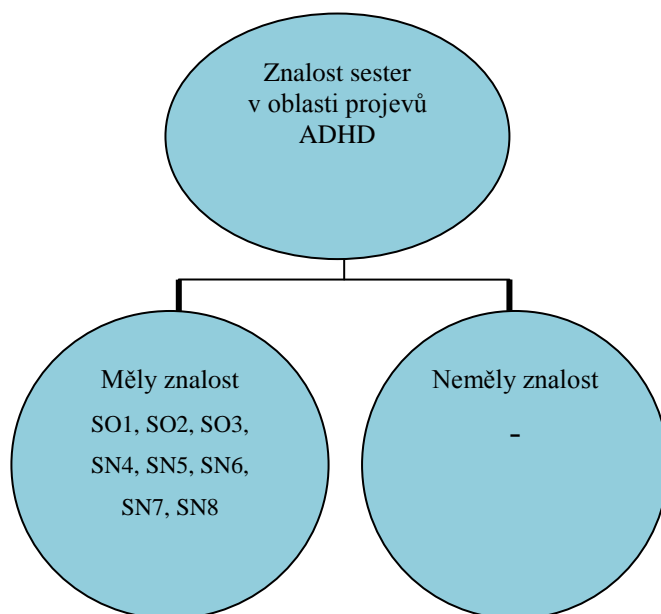 Znalost sester
v oblasti projevů
ADHD
Měly znalost
SO1, SO2, SO3,
SN4, SN5, SN6,
SN7, SN8
Neměly znalost
-